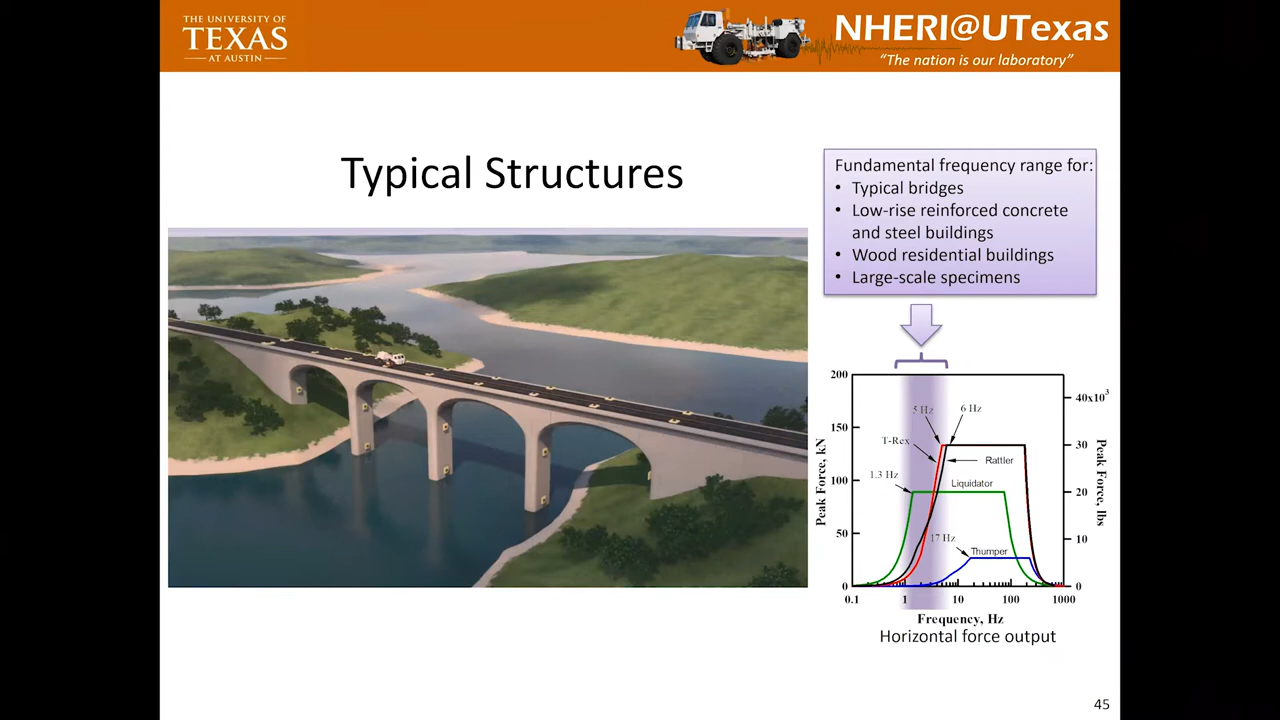 THE UNIVERSITY OF
TEXAS
AT AUSTIN
NHERI@UTexas
“The nation is our laboratory”
Typical Structures
Fundamental frequency range for:
• Typical bridges
• Low-rise reinforced concrete
and steel buildings
• Wood residential buildings
• Large-scale specimens
200
150
100
50
0
Peak Force, kN
40x10³
30
20
10
0
Peak Force, lbs
5 Hz
6 Hz
T-Rex
Rattler
1.3 Hz
Liquidator
17 Hz
Thumper
0.1
1
10
100
1000
Frequency, Hz
Horizontal force output
45